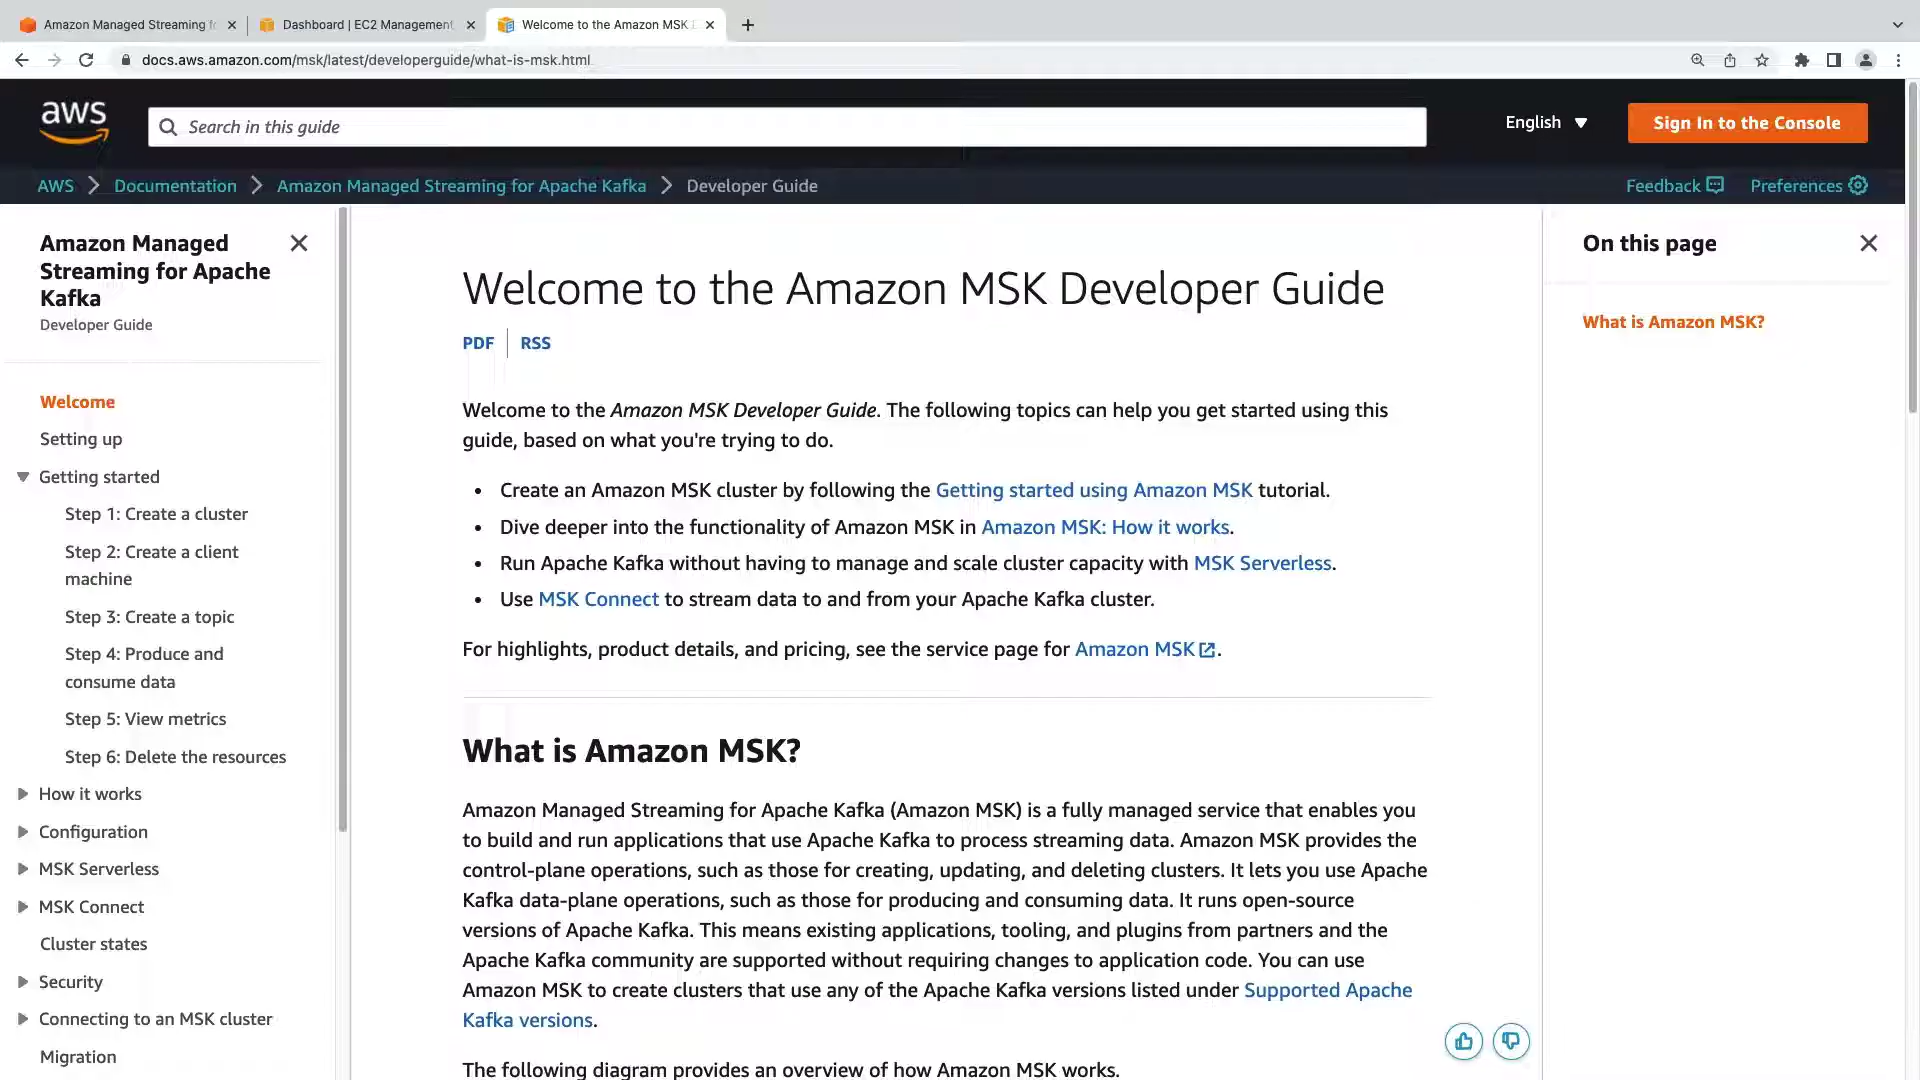 Amazon Managed Streaming f
Dashboard | EC2 Management
Welcome to the Amazon MSK
docs.aws.amazon.com/msk/latest/developerguide/what-is-msk.html
aws
Search in this guide
English
Sign In to the Console
AWS
Documentation
Amazon Managed Streaming for Apache Kafka
Developer Guide
Feedback
Preferences
Amazon Managed
Streaming for Apache
Kafka
Developer Guide
Welcome
Setting up
Getting started
Step 1: Create a cluster
Step 2: Create a client
machine
Step 3: Create a topic
Step 4: Produce and
consume data
Step 5: View metrics
Step 6: Delete the resources
How it works
Configuration
MSK Serverless
MSK Connect
Cluster states
Security
Connecting to an MSK cluster
Migration
Welcome to the Amazon MSK Developer Guide
PDF
RSS
Welcome to the Amazon MSK Developer Guide. The following topics can help you get started using this
guide, based on what you're trying to do.
• Create an Amazon MSK cluster by following the Getting started using Amazon MSK tutorial.
• Dive deeper into the functionality of Amazon MSK in Amazon MSK: How it works.
• Run Apache Kafka without having to manage and scale cluster capacity with MSK Serverless.
• Use MSK Connect to stream data to and from your Apache Kafka cluster.
For highlights, product details, and pricing, see the service page for Amazon MSK.
What is Amazon MSK?
Amazon Managed Streaming for Apache Kafka (Amazon MSK) is a fully managed service that enables you
to build and run applications that use Apache Kafka to process streaming data. Amazon MSK provides the
control-plane operations, such as those for creating, updating, and deleting clusters. It lets you use Apache
Kafka data-plane operations, such as those for producing and consuming data. It runs open-source
versions of Apache Kafka. This means existing applications, tooling, and plugins from partners and the
Apache Kafka community are supported without requiring changes to application code. You can use
Amazon MSK to create clusters that use any of the Apache Kafka versions listed under Supported Apache
Kafka versions.
The following diagram provides an overview of how Amazon MSK works.
On this page
What is Amazon MSK?